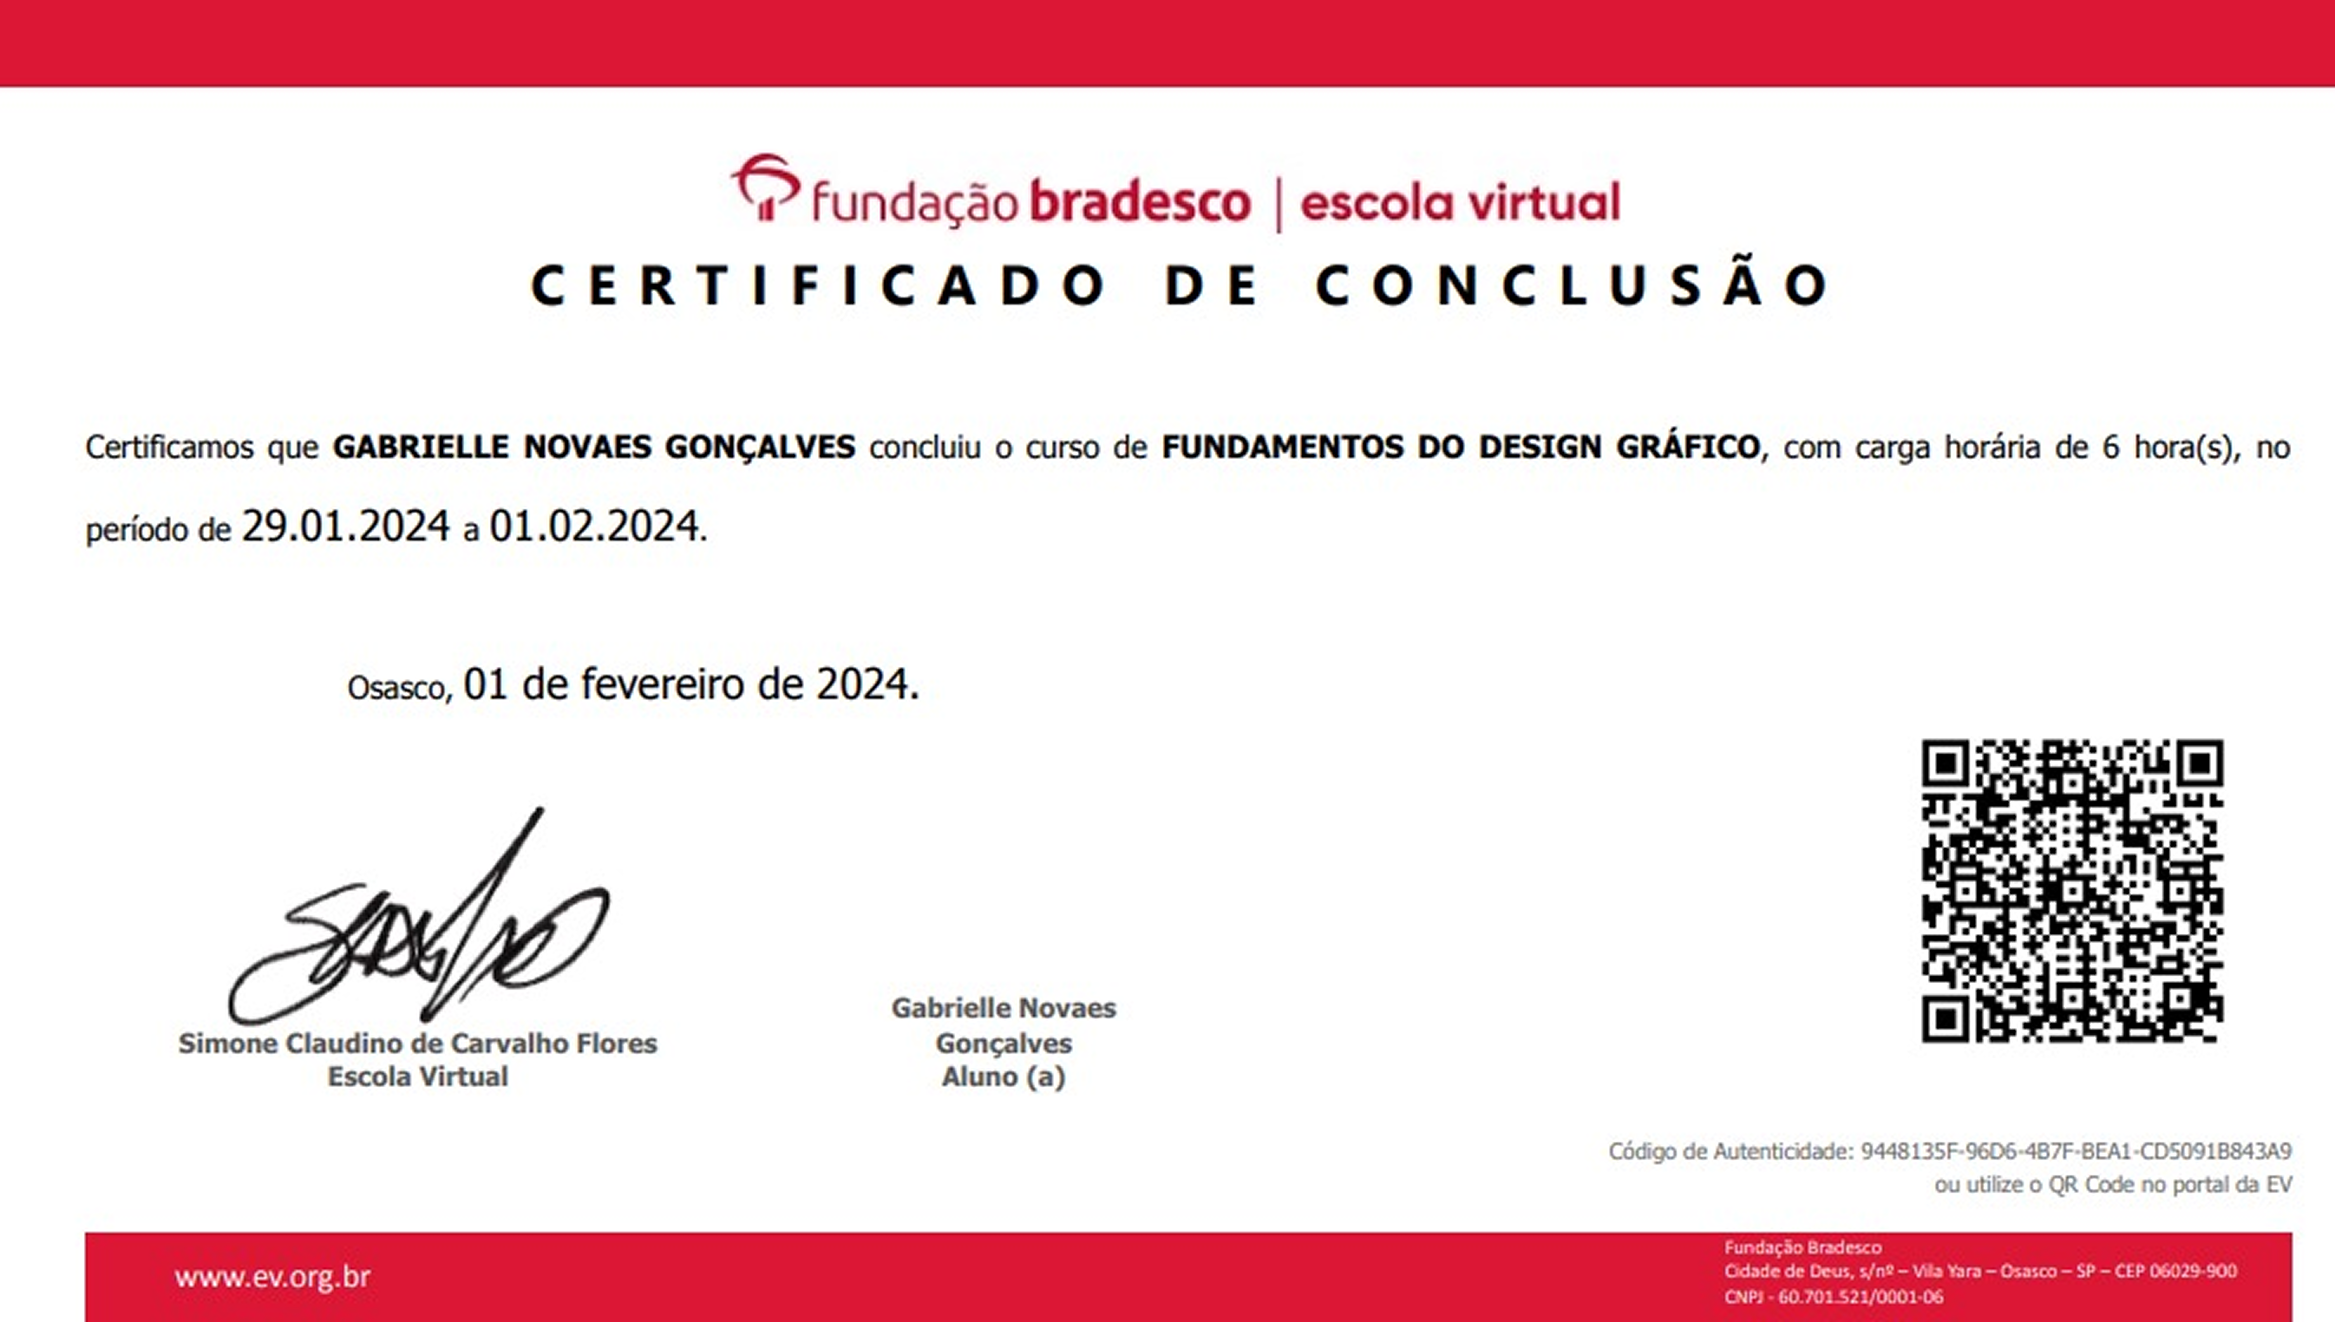 fundação bradesco | escola virtual
CERTIFICADO DE CONCLUSÃO
Certificamos que GABRIELLE NOVAES GONÇALVES concluiu o curso de FUNDAMENTOS DO DESIGN GRÁFICO, com carga horária de 6 hora(s), no
período de 29.01.2024 a 01.02.2024.
Osasco, 01 de fevereiro de 2024.
Simone Claudino de Carvalho Flores
Escola Virtual
Gabrielle Novaes
Gonçalves
Aluno (a)
Código de Autenticidade: 9448135F-96D6-4B7F-BEA1-CD5091B843A9
ou utilize o QR Code no portal da EV
www.ev.org.br
Fundação Bradesco
Cidade de Deus, s/nº – Vila Yara – Osasco – SP – CEP 06029-900
CNPJ - 60.701.521/0001-06